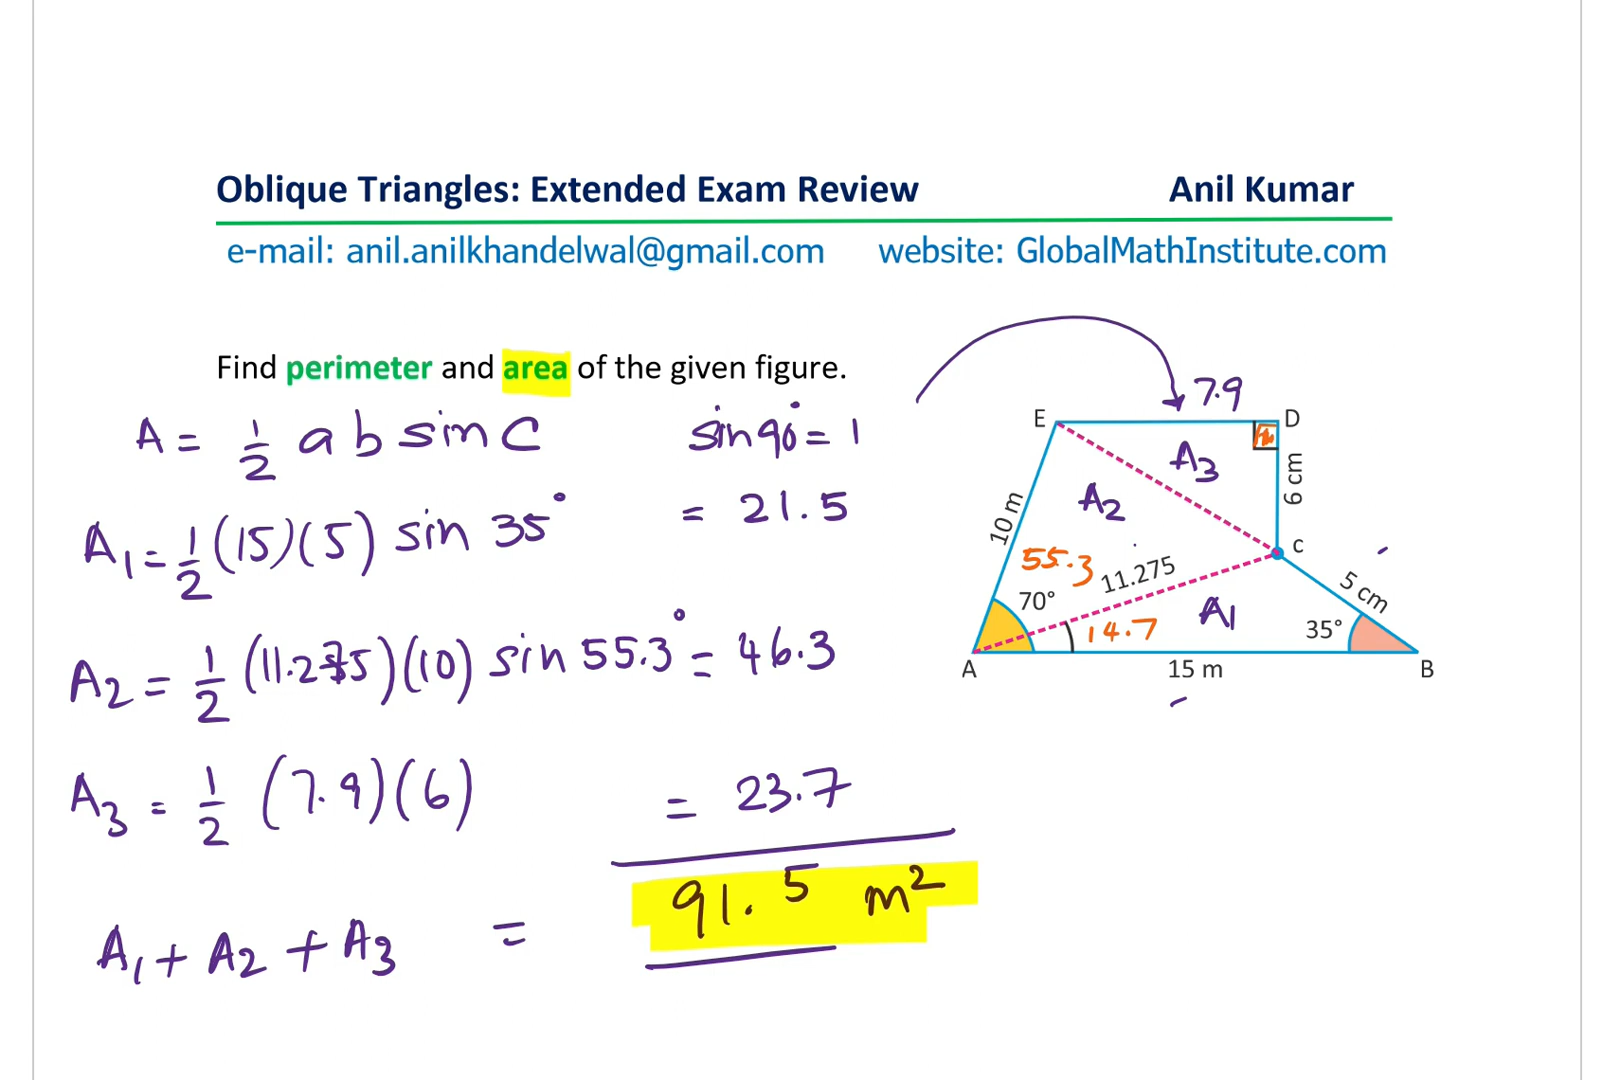 Oblique Triangles: Extended Exam Review Anil Kumar
e-mail: anil.anilkhandelwal@gmail.com website: GlobalMathInstitute.com
Find perimeter and area of the given figure.
A = 1/2 a b sin C sin 90° = 1
A₁ = 1/2 (15)(5) sin 35° = 21.5
A₂ = 1/2 (11.275)(10) sin 55.3° = 46.3
A₃ = 1/2 (7.9)(6) = 23.7
A₁ + A₂ + A₃ = 91.5 m²
7.9
E D
A₃
6 cm
A₂
10 m
C
55.3
11.275
5 cm
70°
A₁
14.7
35°
A 15 m B